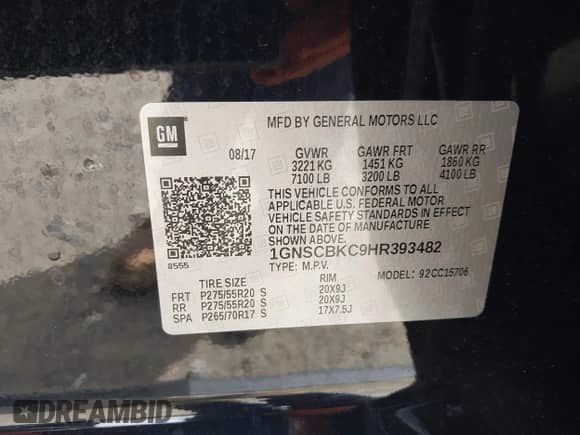 GM
MFD BY GENERAL MOTORS LLC
08/17 GVWR GAWR FRT GAWR RR
3221 KG 1451 KG 1860 KG
7100 LB 3200 LB 4100 LB
THIS VEHICLE CONFORMS TO ALL
APPLICABLE U.S. FEDERAL MOTOR
VEHICLE SAFETY STANDARDS IN EFFECT
ON THE DATE OF MANUFACTURE
SHOWN ABOVE.
1GNSCBKC9HR393482
TYPE: M.P.V. MODEL: 92CC15706
8555
TIRE SIZE RIM
FRT P275/55R20 S 20X9J
RR P275/55R20 S 20X9J
SPA P265/70R17 S 17X7.5J
DREAMBID